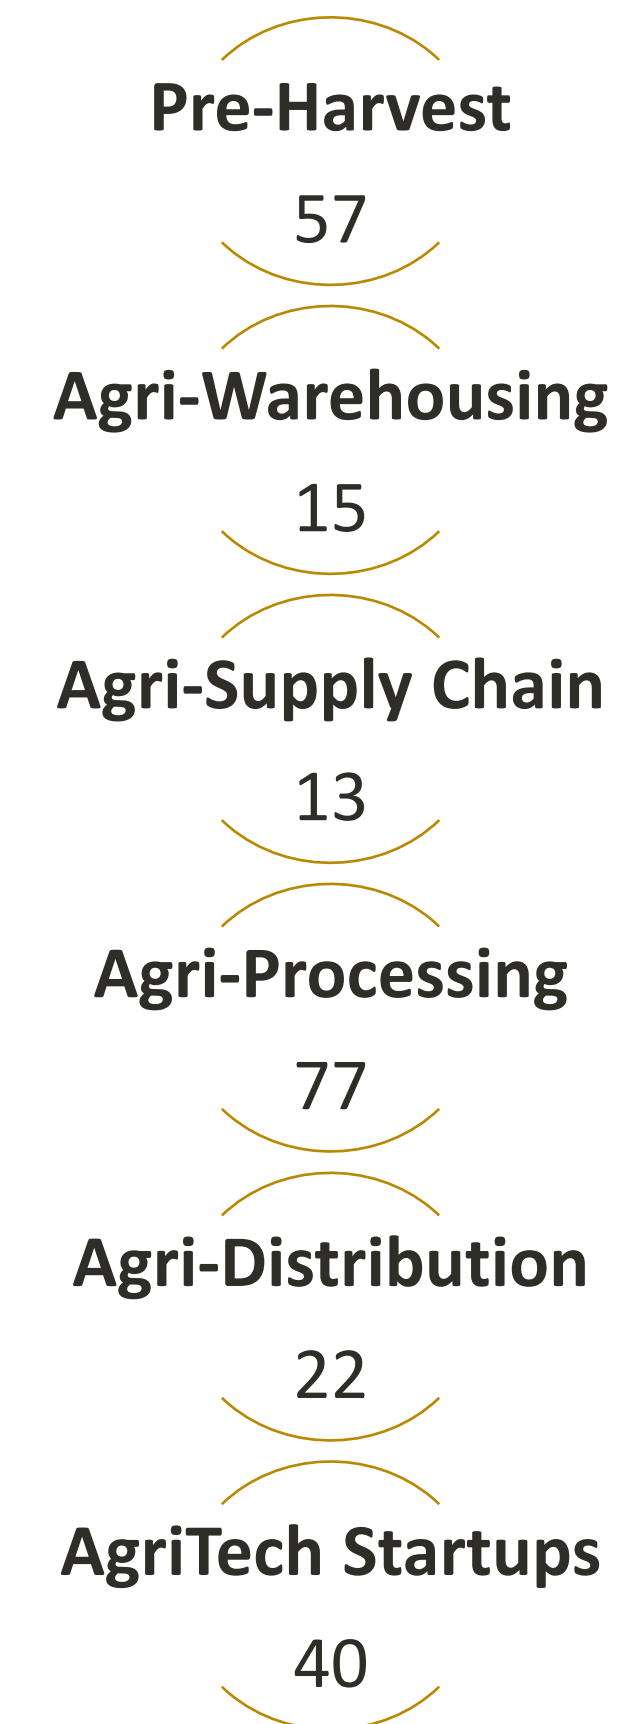 Pre-Harvest
57
Agri-Warehousing
15
Agri-Supply Chain
13
Agri-Processing
77
Agri-Distribution
22
AgriTech Startups
40